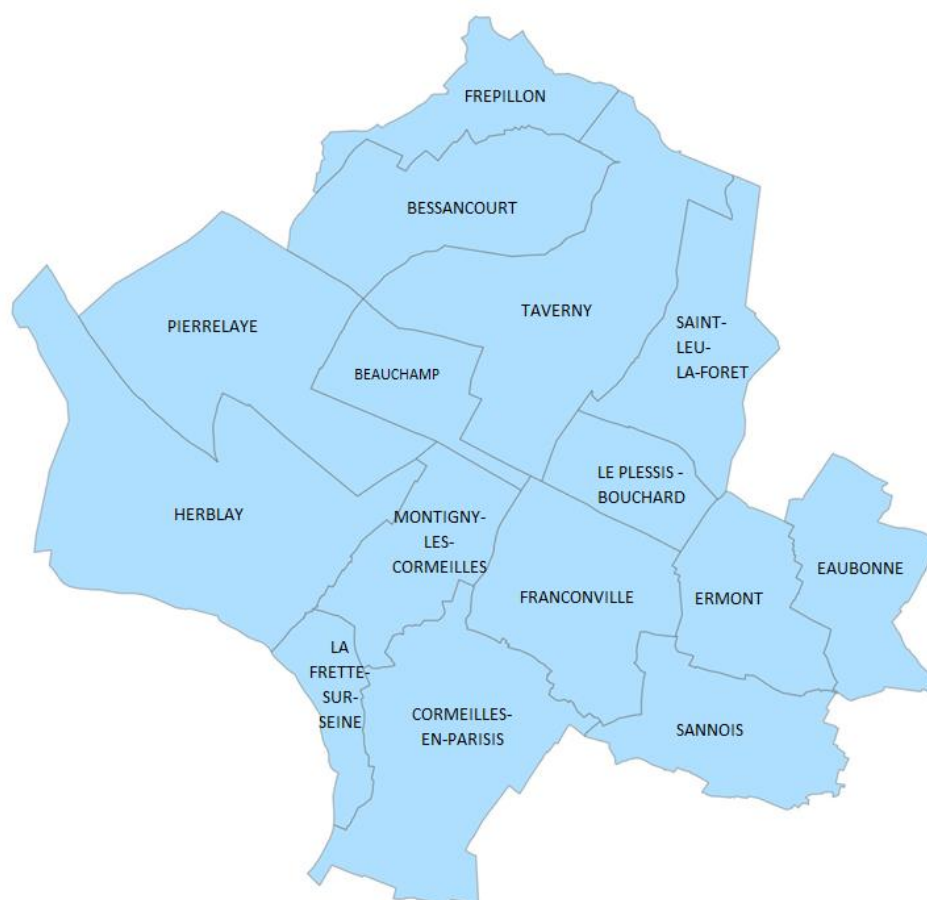 FREPILLON
BESSANCOURT
TAVERNY
PIERRELAYE
SAINT-
LEU-
LA-FORET
BEAUCHAMP
LE PLESSIS -
BOUCHARD
HERBLAY
MONTIGNY-
LES-
CORMEILLES
EAUBONNE
FRANCONVILLE
ERMONT
LA
FRETTE-
SUR-
SEINE
CORMEILLES-
EN-PARISIS
SANNOIS